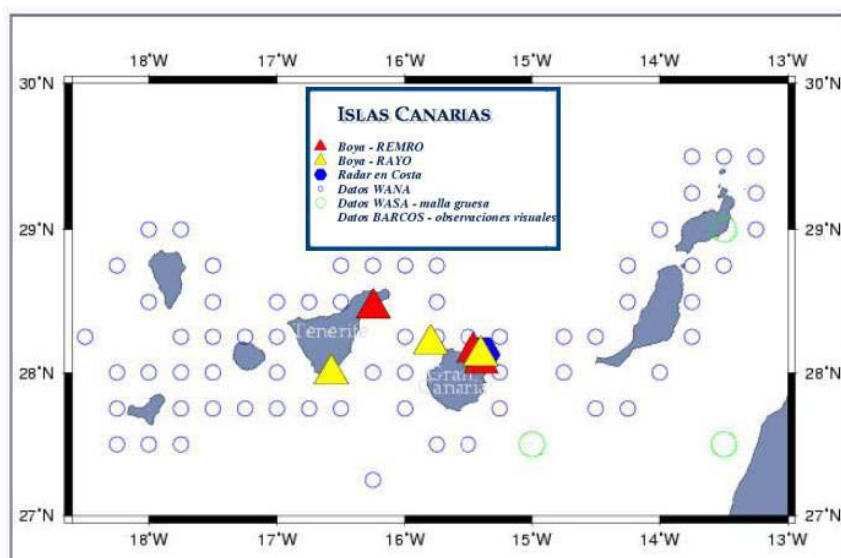 18°W 17°W 16°W 15°W 14°W 13°W
30°N 30°N
ISLAS CANARIAS
Boya - REMRO
Boya - RAYO
Radar en Costa
Datos WANA
Datos WASA - malla gruesa
Datos BARCOS - observaciones visuales
29°N 29°N
Tenerife
28°N 28°N
Gran
Canaria
27°N 27°N
18°W 17°W 16°W 15°W 14°W 13°W